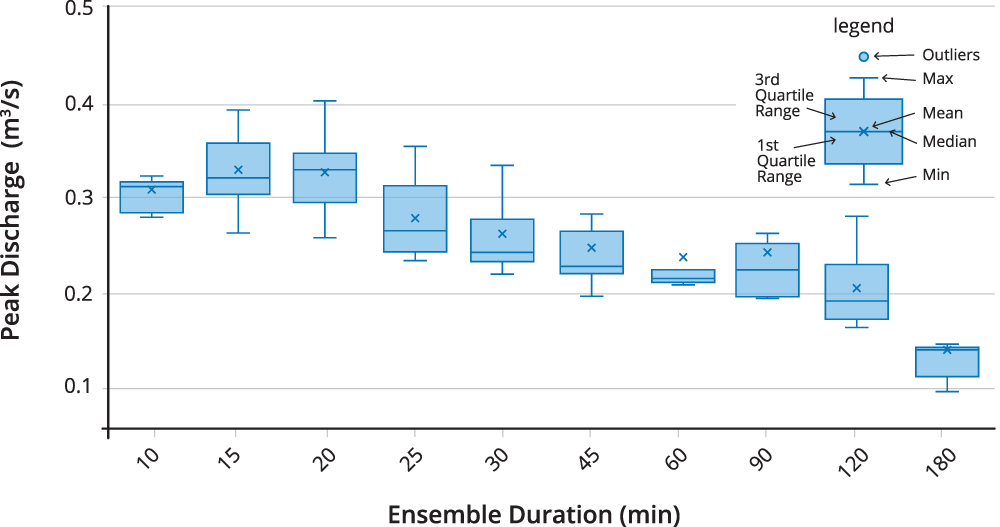 0.5
0.4
0.3
0.2
0.1
Peak Discharge (m³/s)
10
15
20
25
30
45
60
90
120
180
Ensemble Duration (min)
legend
Outliers
Max
3rd
Quartile
Range
Mean
Median
1st
Quartile
Range
Min